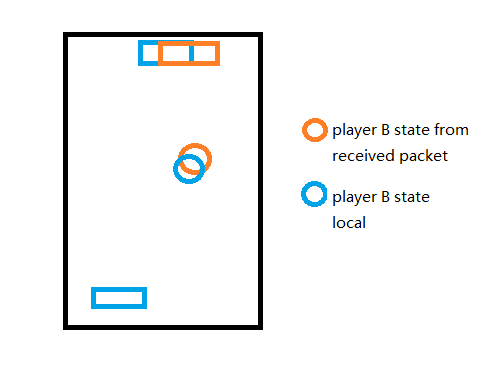 player B state from
received packet
player B state
local